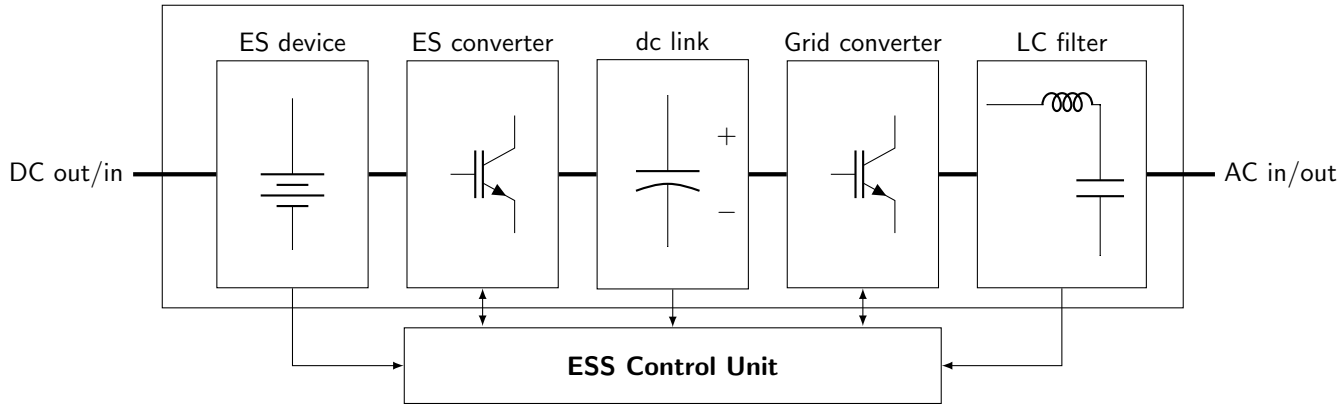 ES device
ES converter
dc link
Grid converter
LC filter
DC out/in
+
−
AC in/out
ESS Control Unit